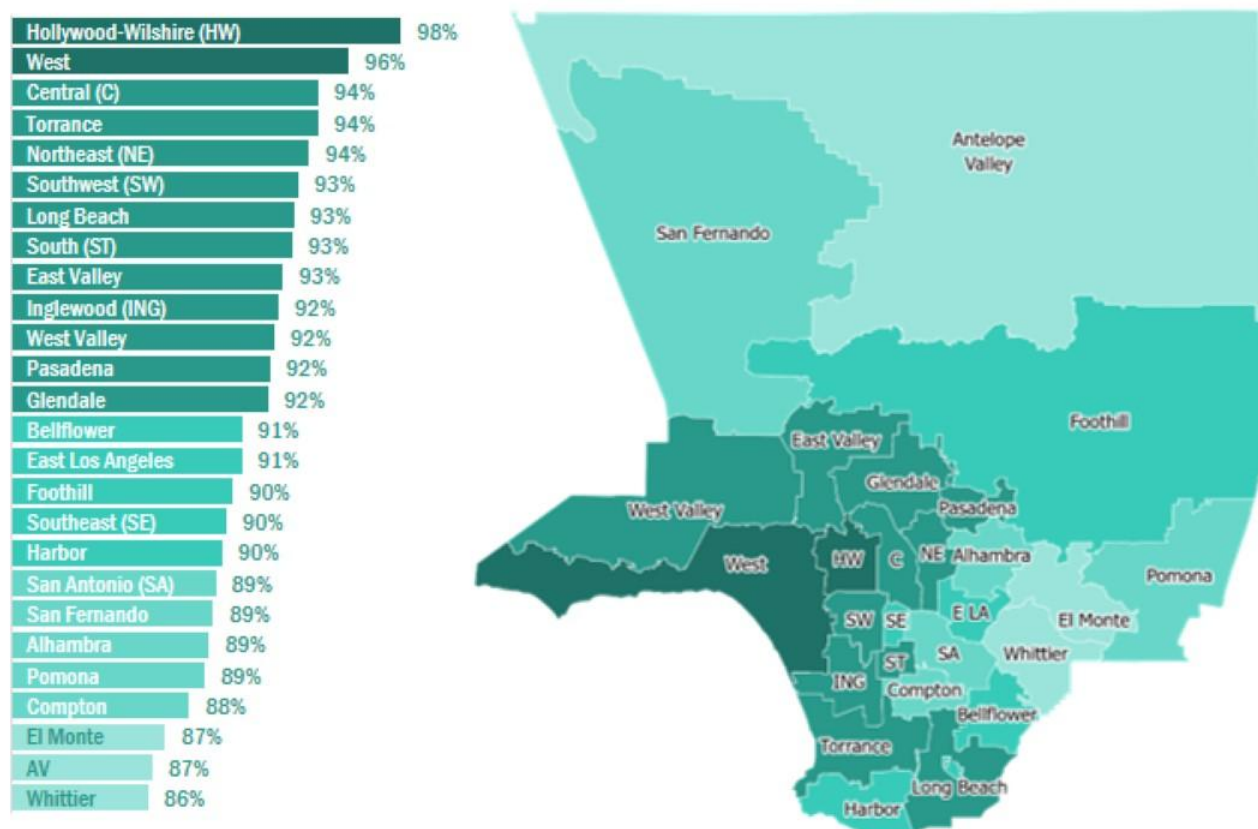 Hollywood-Wilshire (HW) 98%
West 96%
Central (C) 94%
Torrance 94%
Northeast (NE) 94%
Southwest (SW) 93%
Long Beach 93%
South (ST) 93%
East Valley 93%
Inglewood (ING) 92%
West Valley 92%
Pasadena 92%
Glendale 92%
Bellflower 91%
East Los Angeles 91%
Foothill 90%
Southeast (SE) 90%
Harbor 90%
San Antonio (SA) 89%
San Fernando 89%
Alhambra 89%
Pomona 89%
Compton 88%
El Monte 87%
AV 87%
Whittier 86%
Antelope
Valley
San Fernando
Foothill
East Valley
Glendale
Pasadena
West Valley
West
HW
C
NE
Alhambra
Pomona
SW
SE
E LA
El Monte
ST
SA
Whittier
ING
Compton
Bellflower
Torrance
Long Beach
Harbor